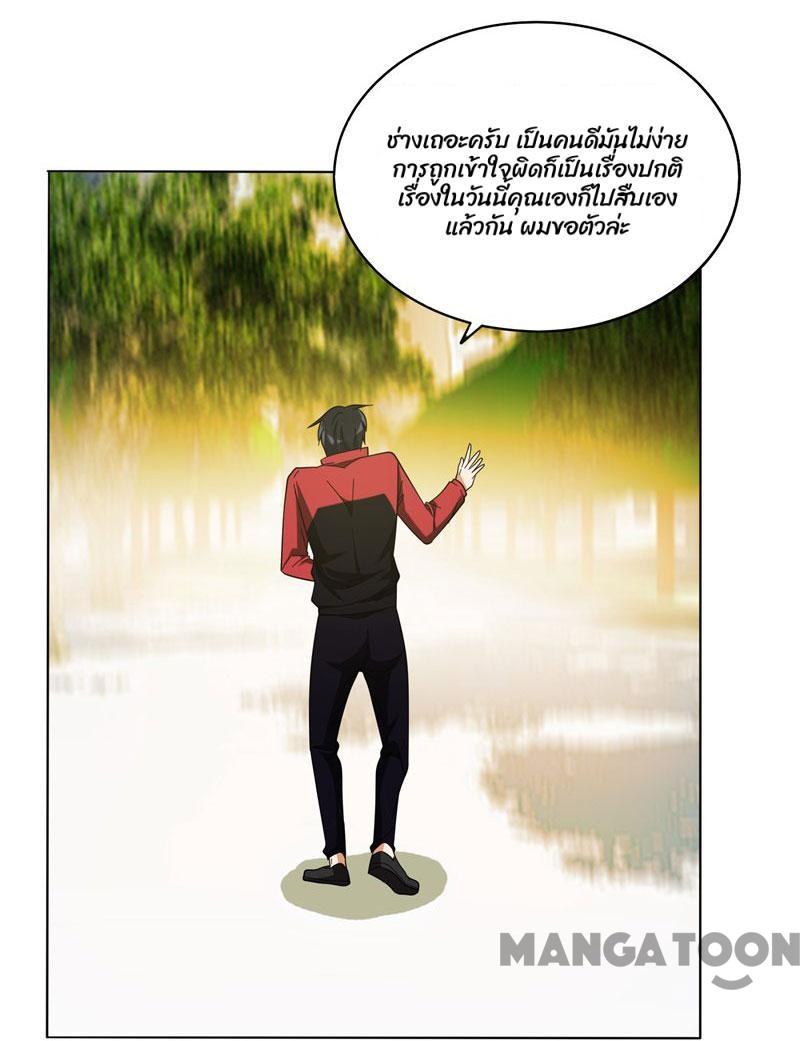 ช่างเถอะครับ เป็นคนดีมันไม่ง่าย
การถูกเข้าใจผิดก็เป็นเรื่องปกติ
เรื่องในวันนี้คุณเองก็ไปสืบเอง
แล้วกัน ผมขอตัวล่ะ
MANGATOON